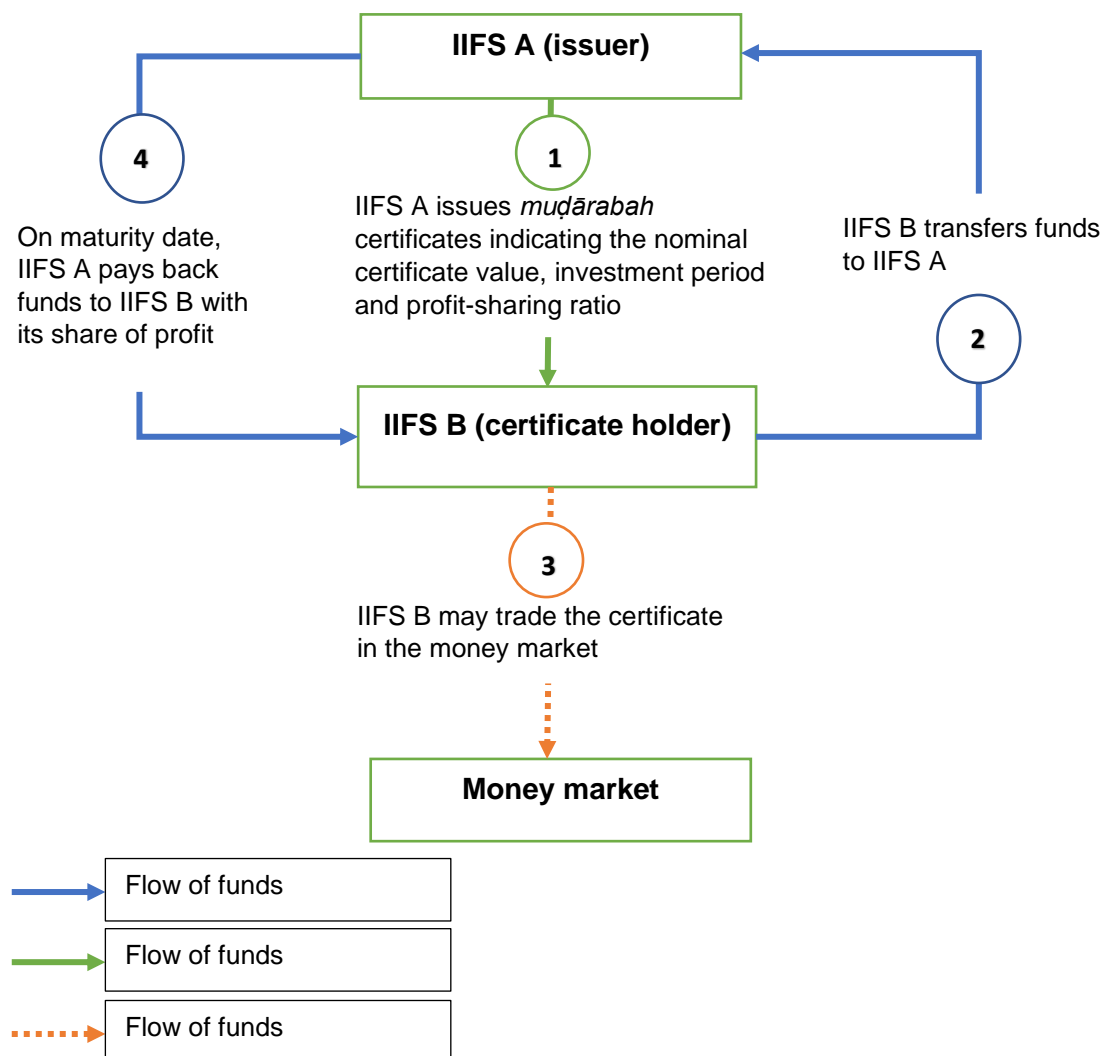 IIFS A (issuer)
4
1
IIFS A issues muḍārabah
certificates indicating the nominal
certificate value, investment period
and profit-sharing ratio
On maturity date,
IIFS A pays back
funds to IIFS B with
its share of profit
IIFS B transfers funds
to IIFS A
2
IIFS B (certificate holder)
3
IIFS B may trade the certificate
in the money market
Money market
Flow of funds
Flow of funds
Flow of funds